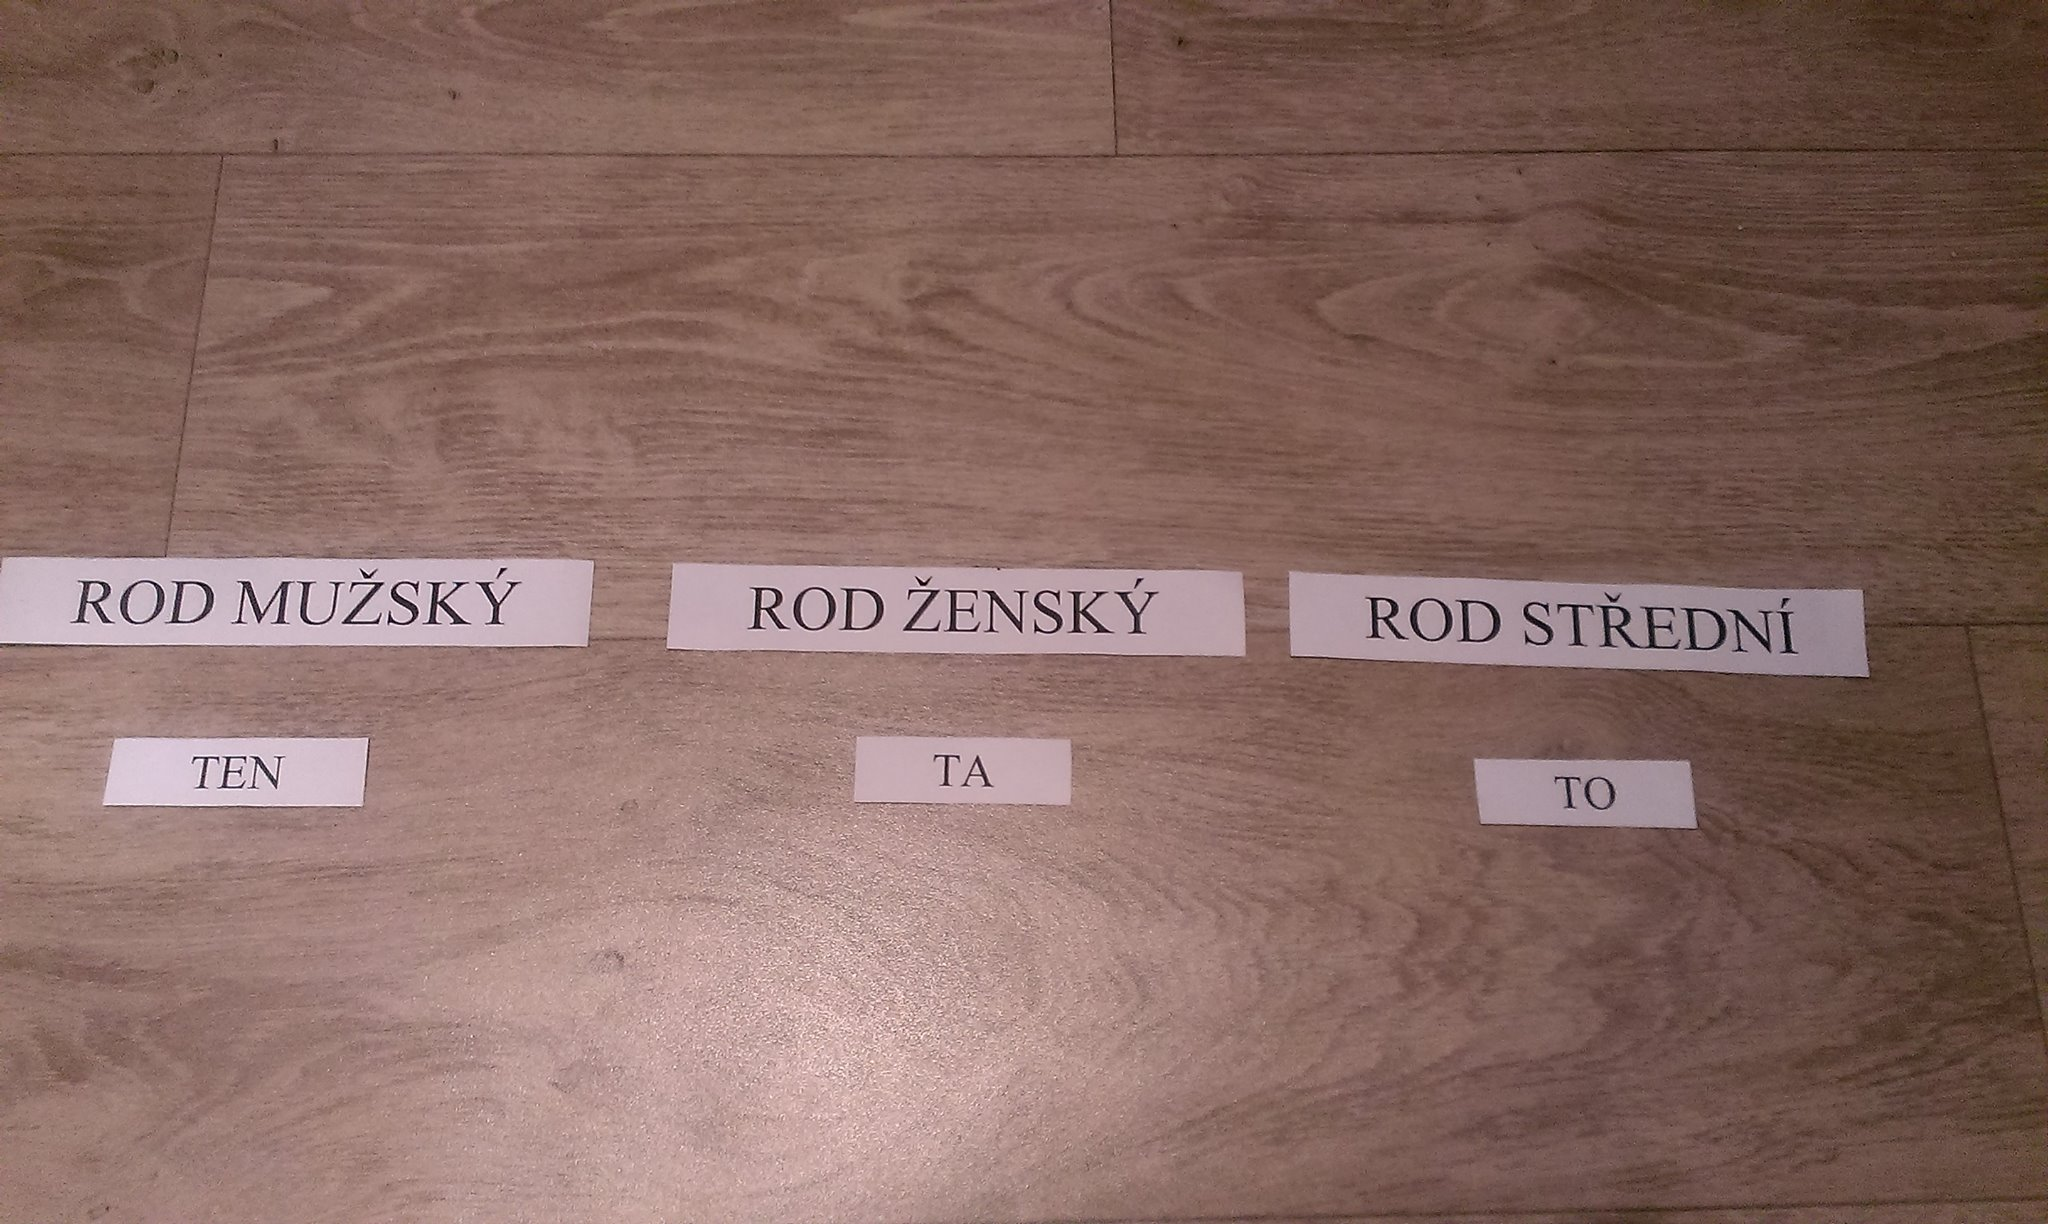 ROD MUŽSKÝ
ROD ŽENSKÝ
ROD STŘEDNÍ
TEN
TA
TO